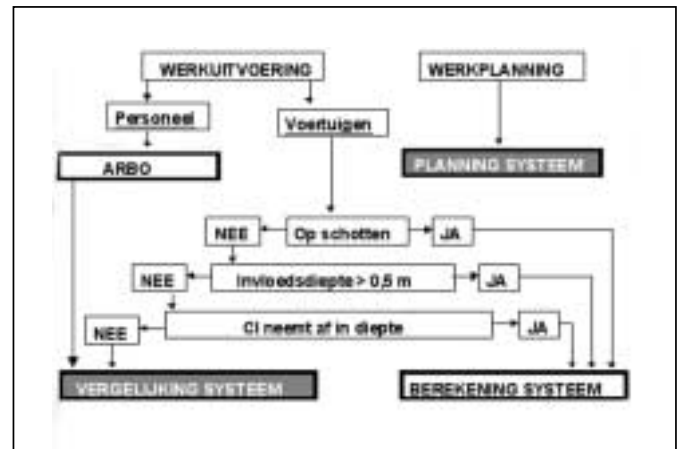 WERKUITVOERING
WERKPLANNING
Personeel
Voertuigen
ARBO
PLANNING SYSTEEM
NEE
Op schotten
JA
NEE
Invloedsdiepte > 0,5 m
JA
NEE
CI neemt af in diepte
JA
VERGELIJKING SYSTEEM
BEREKENING SYSTEEM